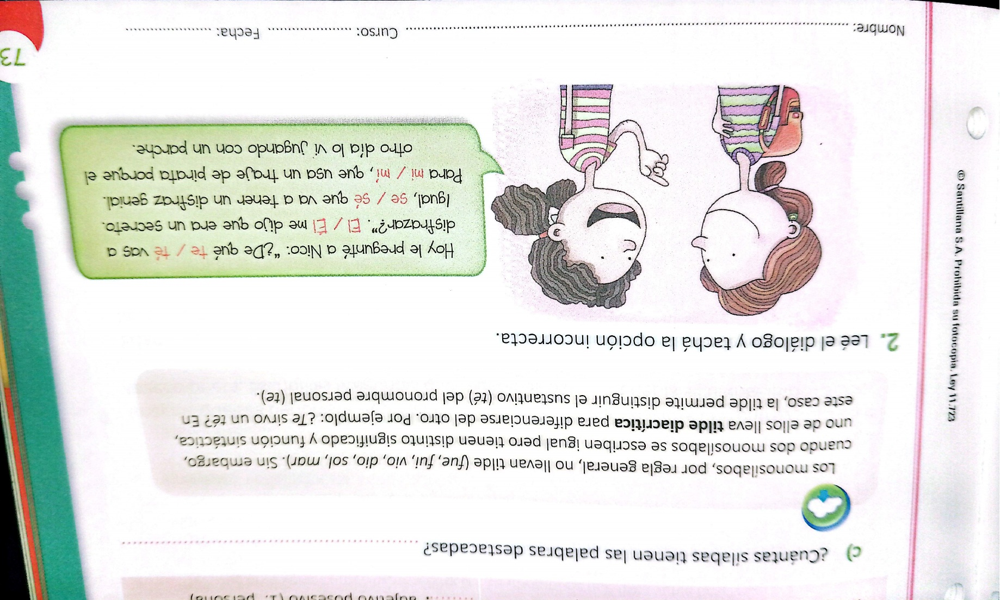 adjetivo posesivo (1.ª persona)
c) ¿Cuántas sílabas tienen las palabras destacadas?
Los monosílabos, por regla general, no llevan tilde (fue, fui, vio, dio, sol, mar). Sin embargo,
cuando dos monosílabos se escriben igual pero tienen distinto significado y función sintáctica,
uno de ellos lleva tilde diacrítica para diferenciarse del otro. Por ejemplo: ¿Te sirvo un té? En
este caso, la tilde permite distinguir el sustantivo (té) del pronombre personal (te).
2. Leé el diálogo y tachá la opción incorrecta.
Hoy le pregunté a Nico: “¿De qué te / té vas a
disfrazar?”. El / Él me dijo que era un secreto.
Igual, se / sé que va a tener un disfraz genial.
Para mi / mí, que usa un traje de pirata porque el
otro día lo vi jugando con un parche.
Nombre: Curso: Fecha:
73
© Santillana S.A. Prohibida su fotocopia. Ley 11.723